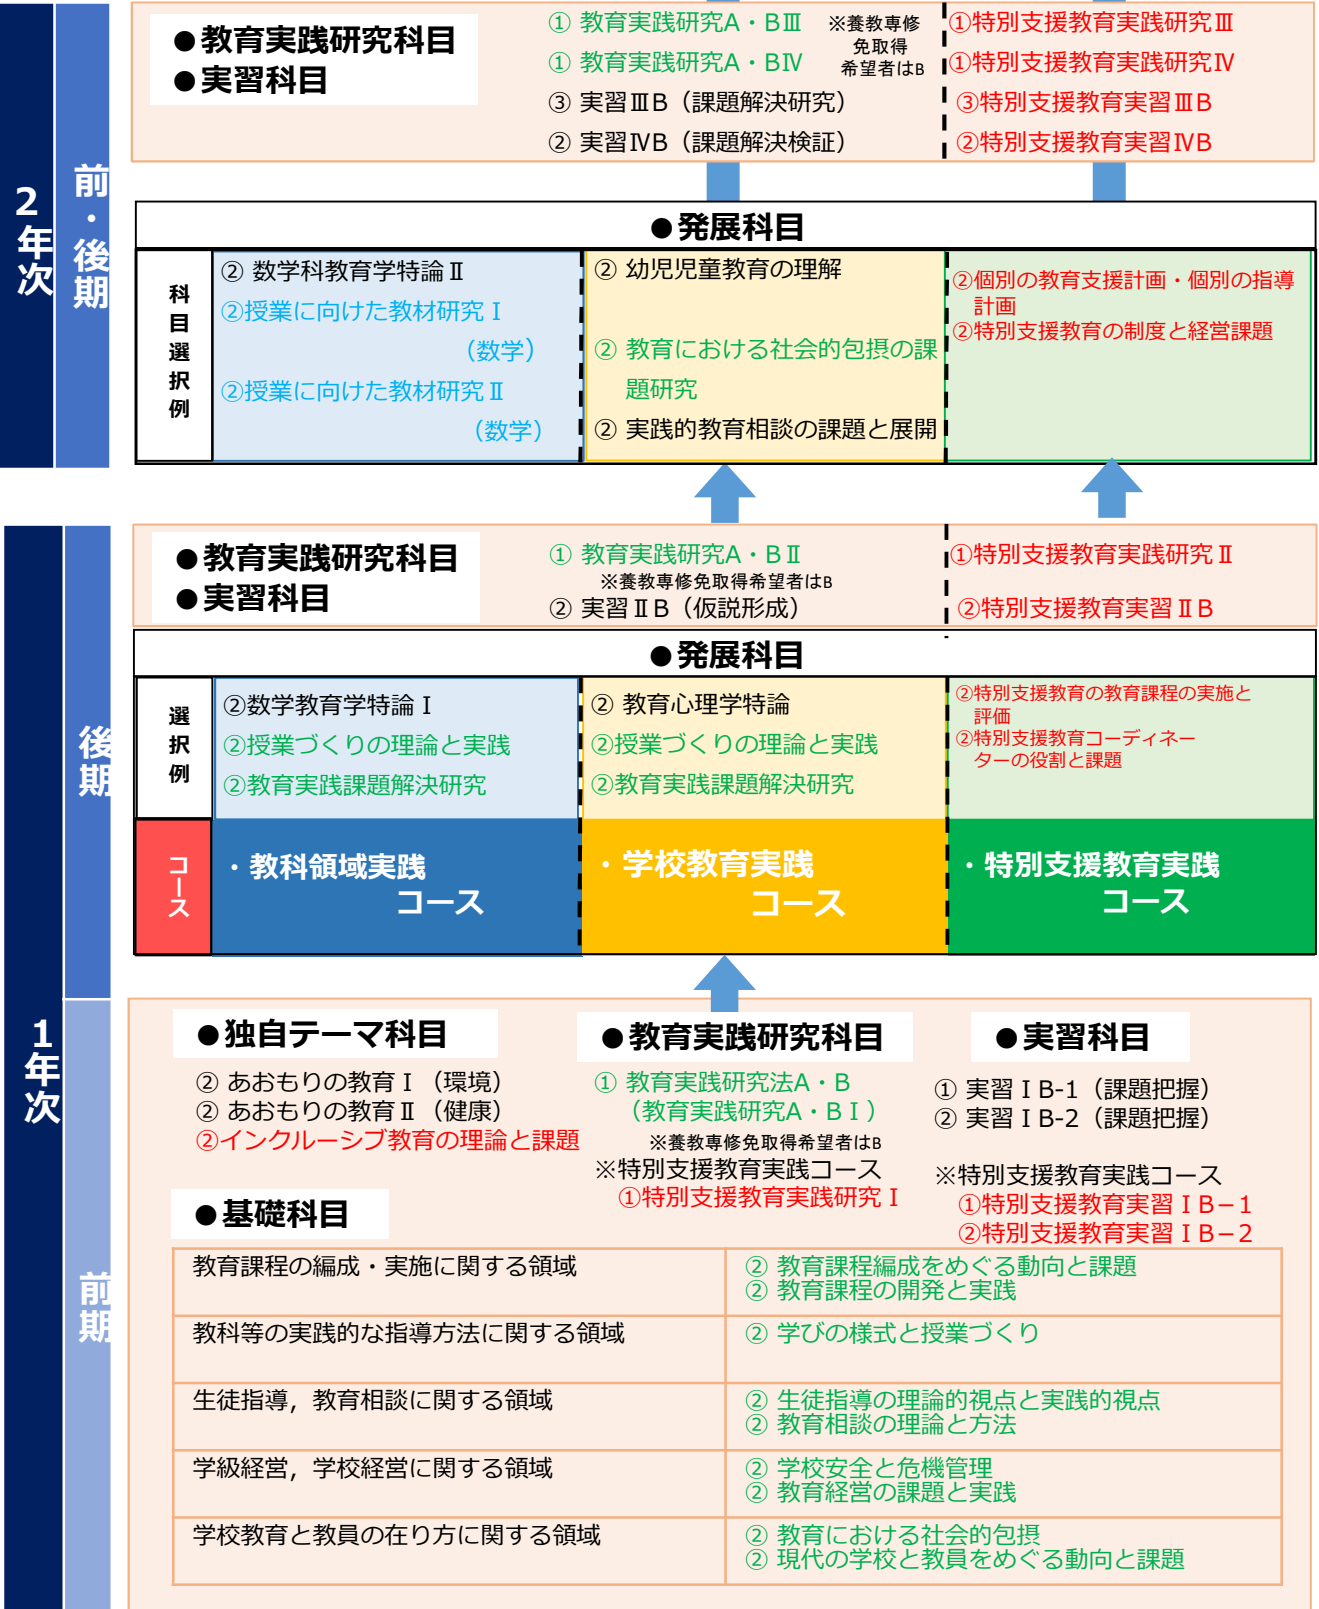 2年次
前・後期
●教育実践研究科目
●実習科目
① 教育実践研究A・BⅢ
① 教育実践研究A・BⅣ
※養教専修
免取得
希望者はB
③ 実習ⅢB（課題解決研究）
② 実習ⅣB（課題解決検証）
①特別支援教育実践研究Ⅲ
①特別支援教育実践研究Ⅳ
③特別支援教育実習ⅢB
②特別支援教育実習ⅣB
●発展科目
科目選択例
② 数学科教育学特論Ⅱ
②授業に向けた教材研究Ⅰ
（数学）
②授業に向けた教材研究Ⅱ
（数学）
② 幼児児童教育の理解
② 教育における社会的包摂の課
題研究
② 実践的教育相談の課題と展開
②個別の教育支援計画・個別の指導
計画
②特別支援教育の制度と経営課題
1年次
後期
●教育実践研究科目
●実習科目
① 教育実践研究A・BⅡ
※養教専修免取得希望者はB
② 実習ⅡB（仮説形成）
①特別支援教育実践研究Ⅱ
②特別支援教育実習ⅡB
●発展科目
選択例
②数学教育学特論Ⅰ
②授業づくりの理論と実践
②教育実践課題解決研究
② 教育心理学特論
②授業づくりの理論と実践
②教育実践課題解決研究
②特別支援教育の教育課程の実施と
評価
②特別支援教育コーディネー
ターの役割と課題
コース
・教科領域実践
コース
・学校教育実践
コース
・特別支援教育実践
コース
前期
●独自テーマ科目
② あおもりの教育Ⅰ（環境）
② あおもりの教育Ⅱ（健康）
②インクルーシブ教育の理論と課題
●教育実践研究科目
① 教育実践研究法A・B
（教育実践研究A・BⅠ）
※養教専修免取得希望者はB
※特別支援教育実践コース
①特別支援教育実践研究Ⅰ
●実習科目
① 実習ⅠB-1（課題把握）
② 実習ⅠB-2（課題把握）
※特別支援教育実践コース
①特別支援教育実習ⅠB－1
②特別支援教育実習ⅠB－2
●基礎科目
教育課程の編成・実施に関する領域
② 教育課程編成をめぐる動向と課題
② 教育課程の開発と実践
教科等の実践的な指導方法に関する領域
② 学びの様式と授業づくり
生徒指導，教育相談に関する領域
② 生徒指導の理論的視点と実践的視点
② 教育相談の理論と方法
学級経営，学校経営に関する領域
② 学校安全と危機管理
② 教育経営の課題と実践
学校教育と教員の在り方に関する領域
② 教育における社会的包摂
② 現代の学校と教員をめぐる動向と課題